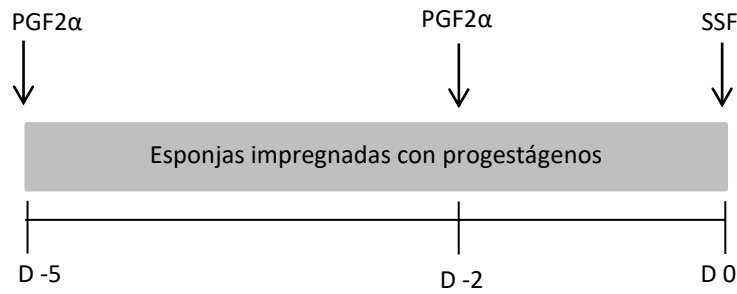 PGF2α PGF2α SSF
Esponjas impregnadas con progestágenos
D -5 D -2 D 0